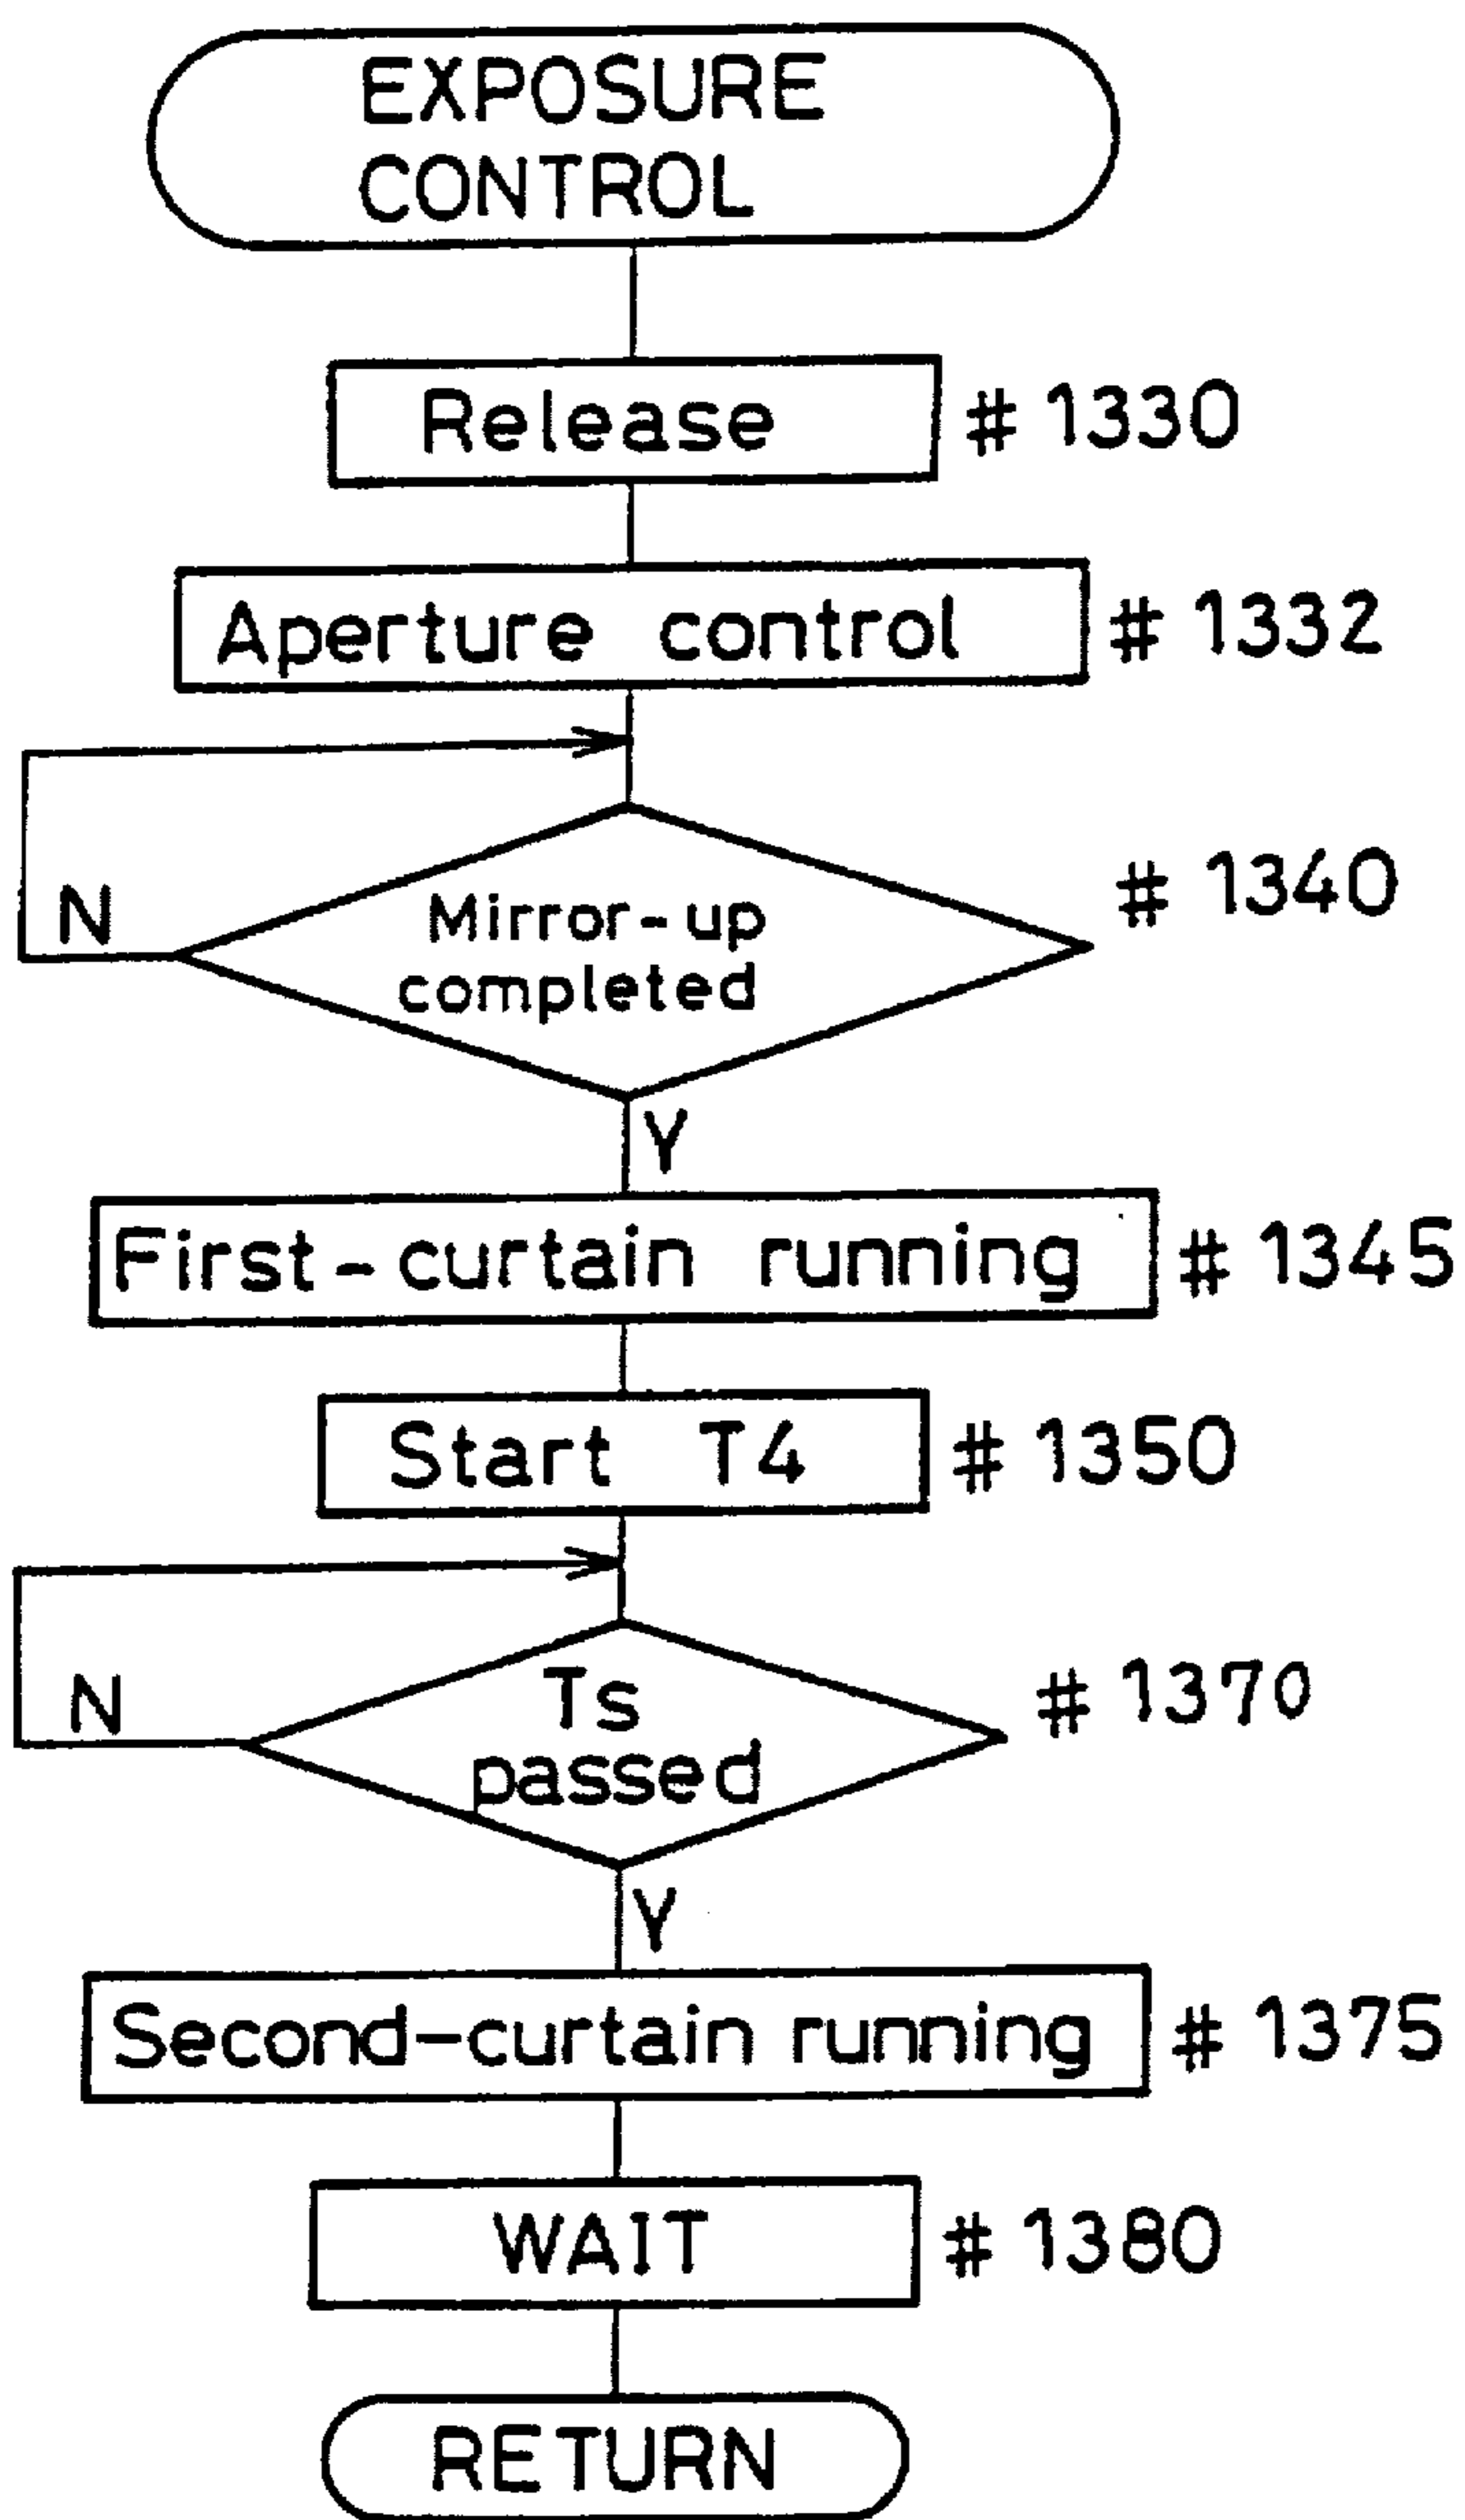 EXPOSURE
CONTROL
Release # 1330
Aperture control # 1332
N
Mirror-up
completed
# 1340
Y
First-curtain running # 1345
Start T4 # 1350
N
Ts
passed
# 1370
Y
Second-curtain running # 1375
WAIT # 1380
RETURN